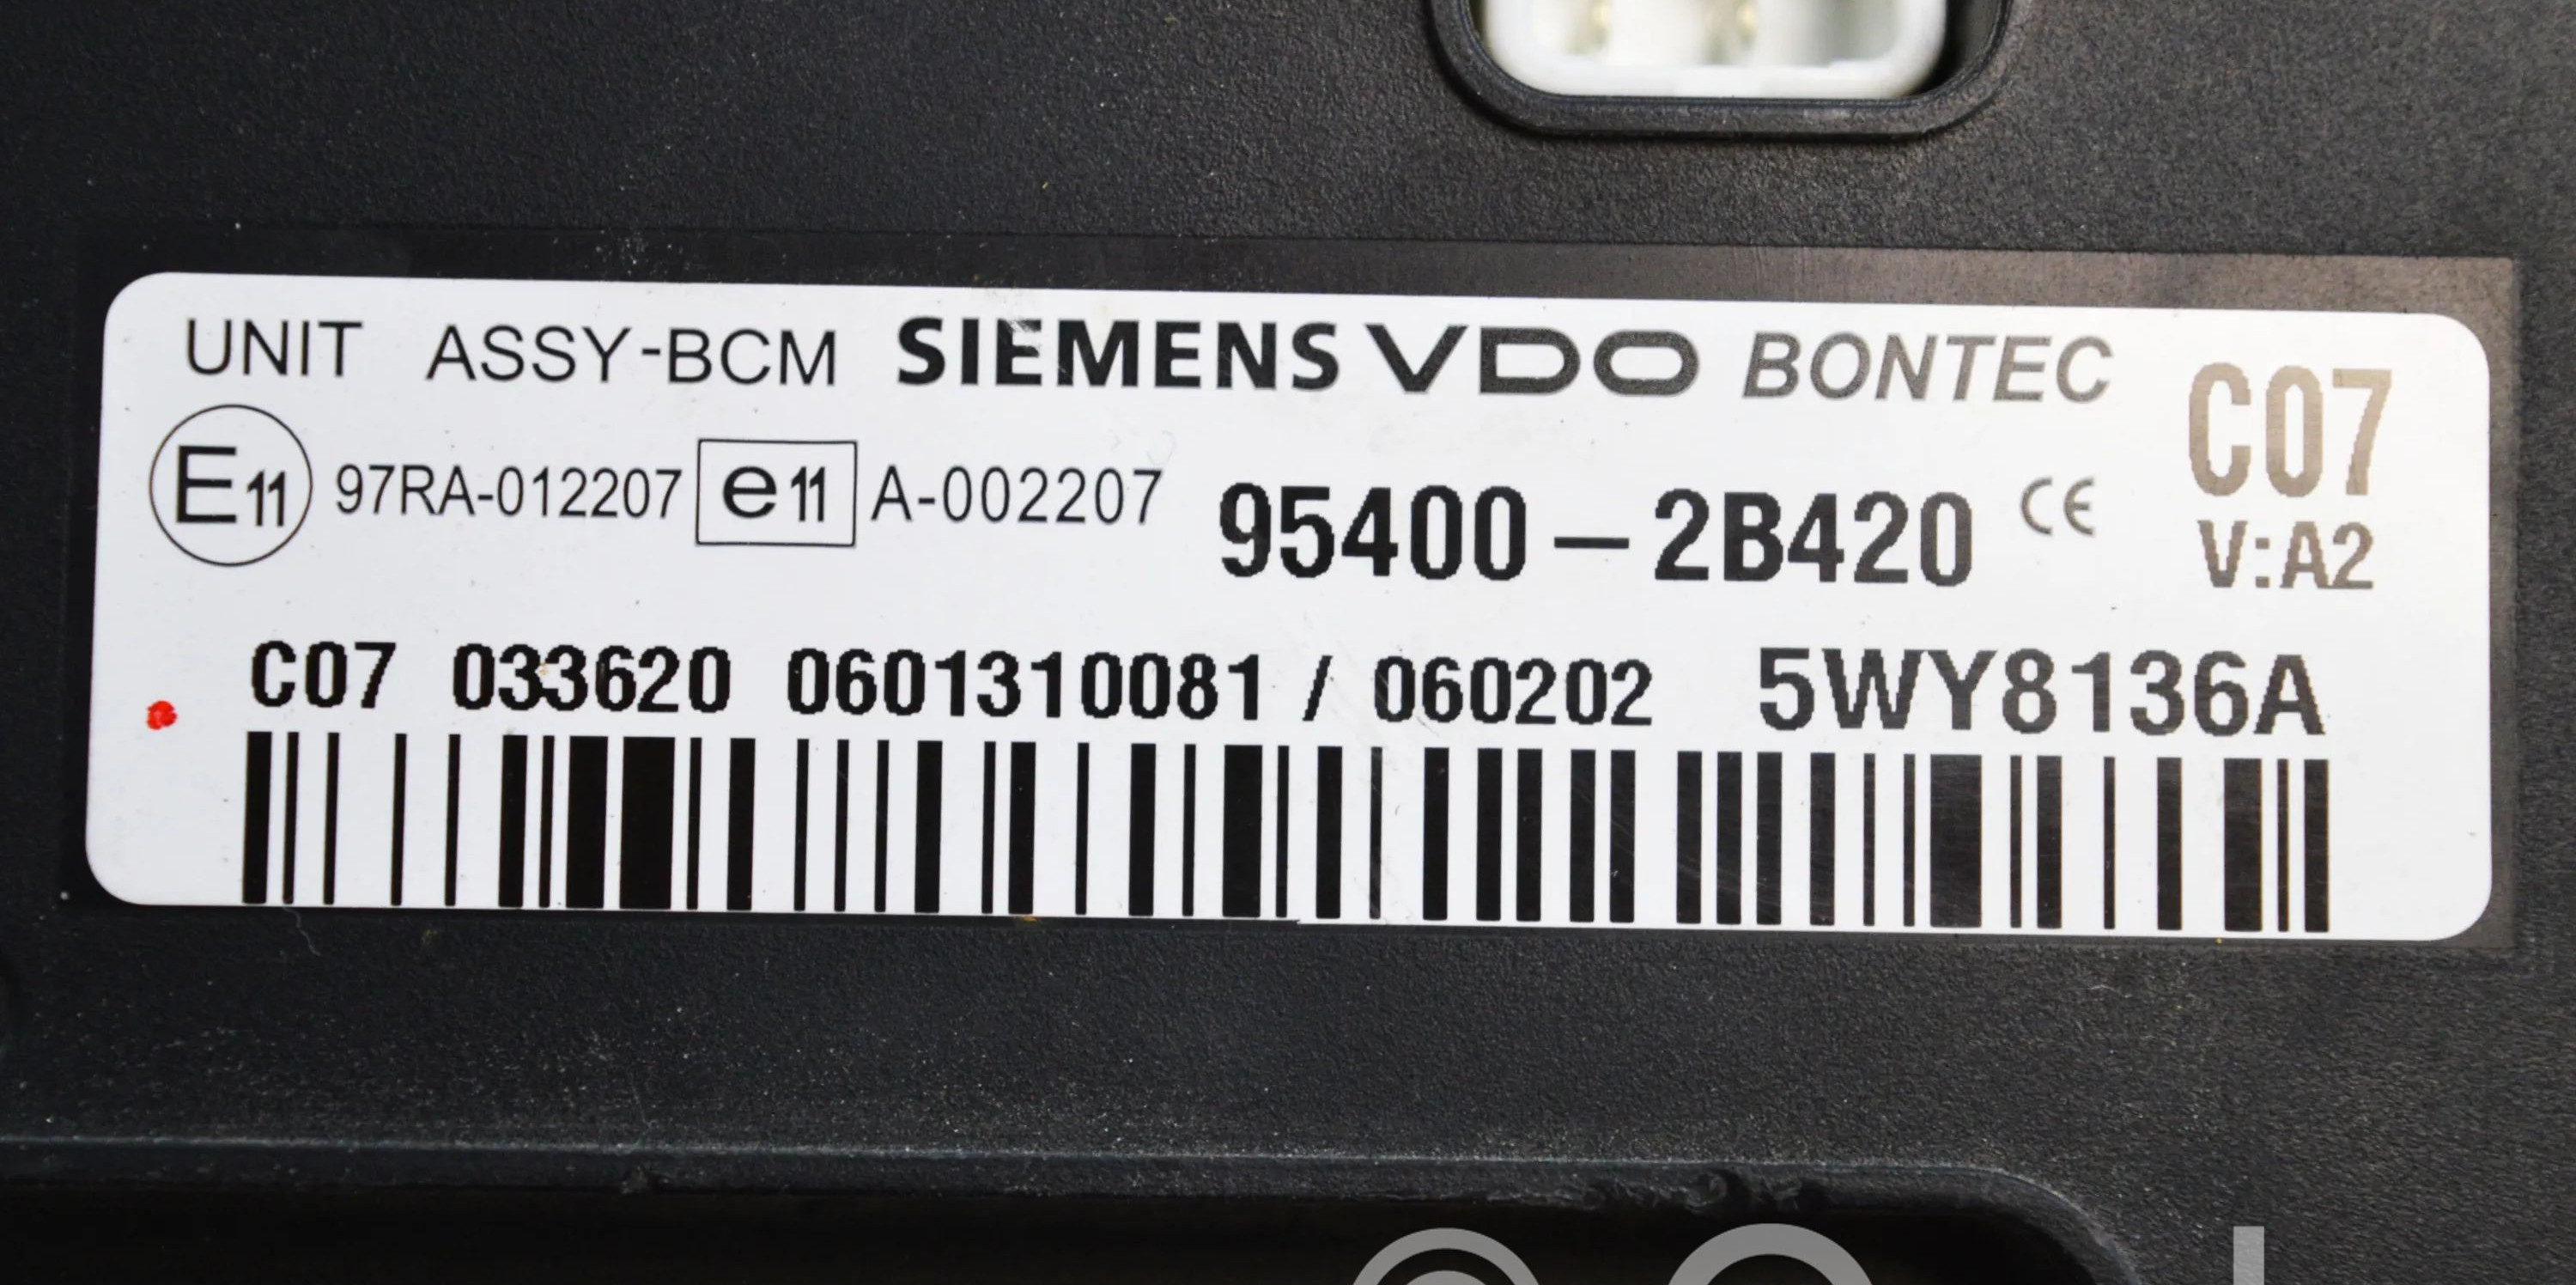 UNIT ASSY-BCM SIEMENS VDO BONTEC
C07
E11 97RA-012207 e11 A-002207 95400-2B420 CE
V:A2
C07 033620 0601310081 / 060202 5WY8136A